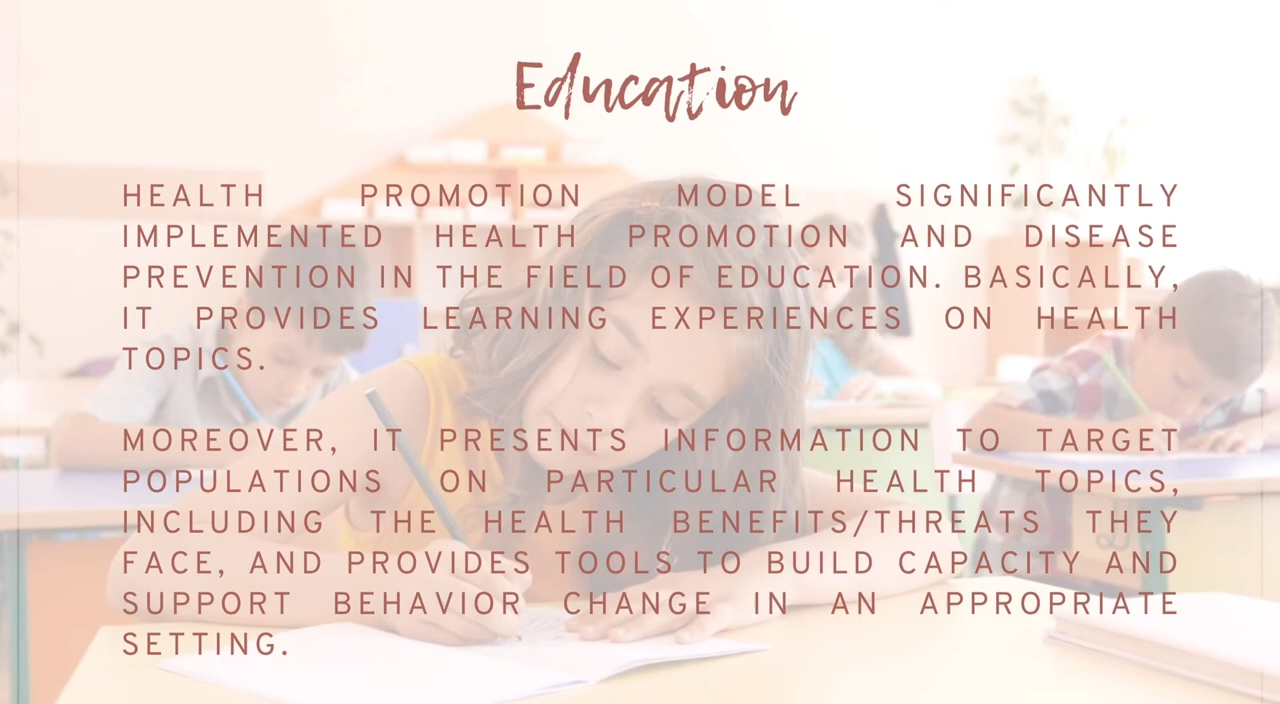 Education
HEALTH PROMOTION MODEL SIGNIFICANTLY
IMPLEMENTED HEALTH PROMOTION AND DISEASE
PREVENTION IN THE FIELD OF EDUCATION. BASICALLY,
IT PROVIDES LEARNING EXPERIENCES ON HEALTH
TOPICS.
MOREOVER, IT PRESENTS INFORMATION TO TARGET
POPULATIONS ON PARTICULAR HEALTH TOPICS,
INCLUDING THE HEALTH BENEFITS/THREATS THEY
FACE, AND PROVIDES TOOLS TO BUILD CAPACITY AND
SUPPORT BEHAVIOR CHANGE IN AN APPROPRIATE
SETTING.